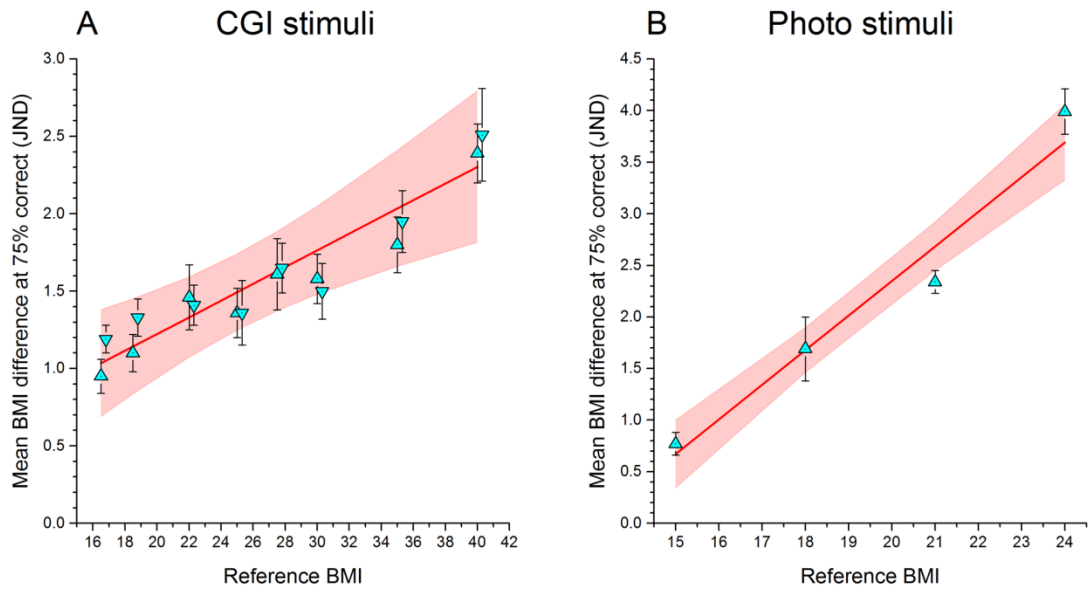 A CGI stimuli
Mean BMI difference at 75% correct (JND)
3.0
2.5
2.0
1.5
1.0
0.5
0.0
16 18 20 22 24 26 28 30 32 34 36 38 40 42
Reference BMI
B Photo stimuli
Mean BMI difference at 75% correct (JND)
4.5
4.0
3.5
3.0
2.5
2.0
1.5
1.0
0.5
0.0
15 16 17 18 19 20 21 22 23 24
Reference BMI